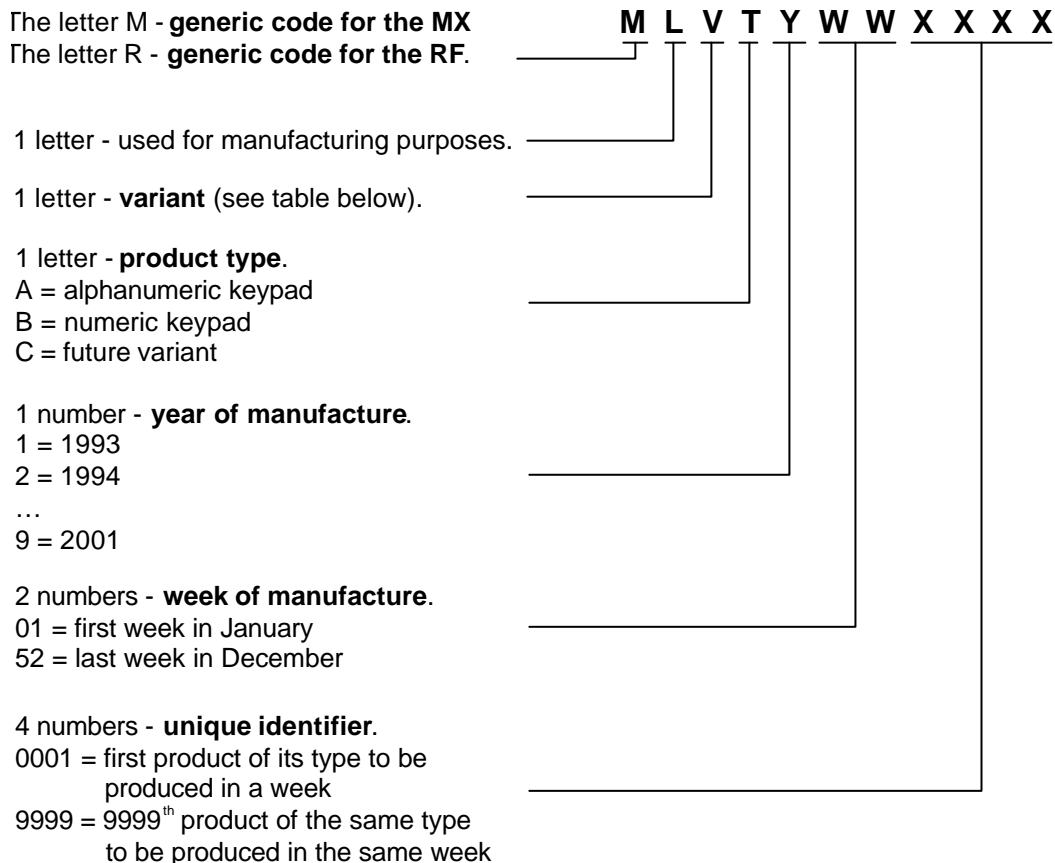 The letter M - generic code for the MX
M L V T Y W W X X X X
The letter R - generic code for the RF.
1 letter - used for manufacturing purposes.
1 letter - variant (see table below).
1 letter - product type.
A = alphanumeric keypad
B = numeric keypad
C = future variant
1 number - year of manufacture.
1 = 1993
2 = 1994
…
9 = 2001
2 numbers - week of manufacture.
01 = first week in January
52 = last week in December
4 numbers - unique identifier.
0001 = first product of its type to be
produced in a week
9999 = 9999th product of the same type
to be produced in the same week